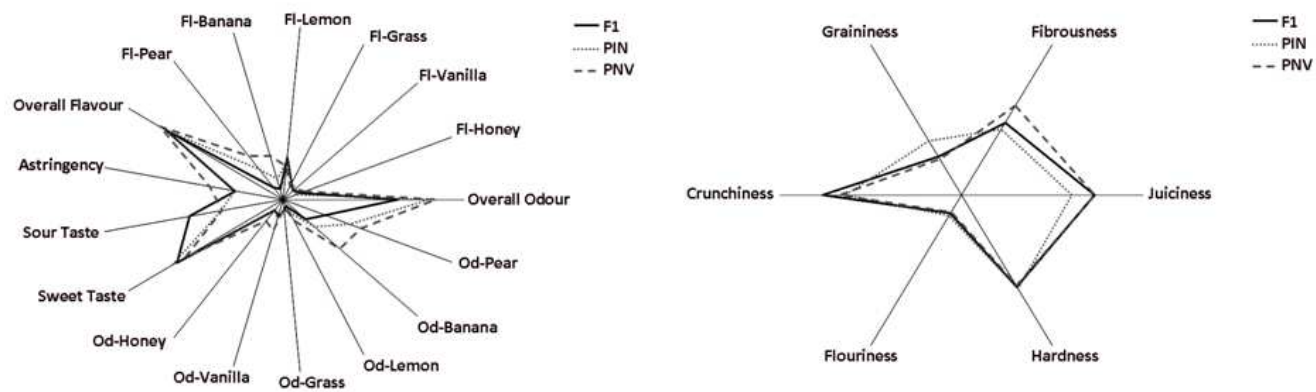 Fl-Lemon
Fl-Banana
Fl-Grass
Fl-Pear
Fl-Vanilla
Overall Flavour
Fl-Honey
Astringency
Overall Odour
Sour Taste
Od-Pear
Sweet Taste
Od-Banana
Od-Honey
Od-Lemon
Od-Vanilla
Od-Grass
F1
PIN
PNV
Graininess
Fibrousness
Crunchiness
Juiciness
Flouriness
Hardness
F1
PIN
PNV